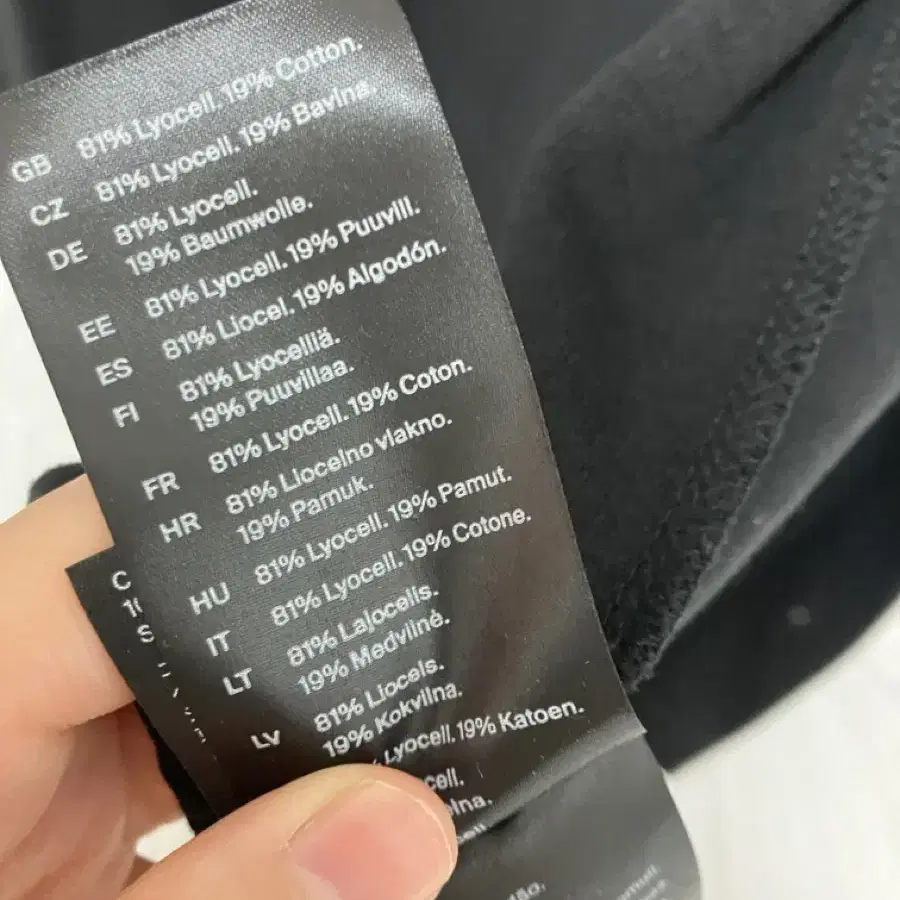 GB 81% Lyocell. 19% Cotton.
CZ 81% Lyocell. 19% Bavlna.
DE 81% Lyocell.
19% Baumwolle.
EE 81% Lyocell. 19% Puuvill.
ES 81% Liocel. 19% Algodón.
FI 81% Lyocelliä.
19% Puuvillaa.
FR 81% Lyocell. 19% Coton.
HR 81% Liocelno vlakno.
19% Pamuk.
HU 81% Lyocell. 19% Pamut.
IT 81% Lyocell. 19% Cotone.
LT 81% Lajocelis.
19% Medvilnė.
LV 81% Liocels.
19% Kokvilna.
Lyocell. 19% Katoen.